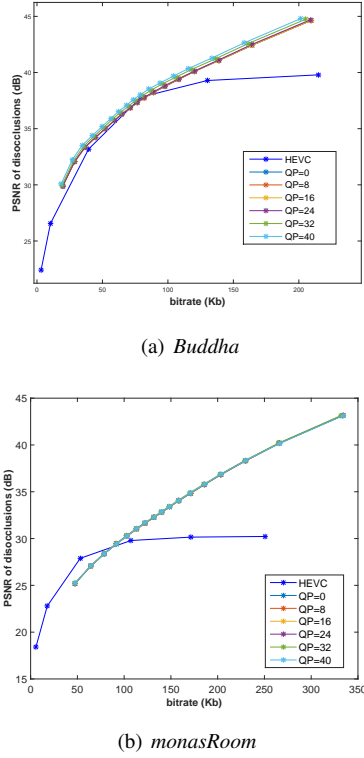 45
40
35
30
25
PSNR of disocclusions (dB)
HEVC
QP=0
QP=8
QP=16
QP=24
QP=32
QP=40
0 50 100 150 200
bitrate (Kb)
(a) Buddha
45
40
35
30
25
20
15
PSNR of disocclusions (dB)
HEVC
QP=0
QP=8
QP=16
QP=24
QP=32
QP=40
0 50 100 150 200 250 300 350
bitrate (Kb)
(b) monasRoom